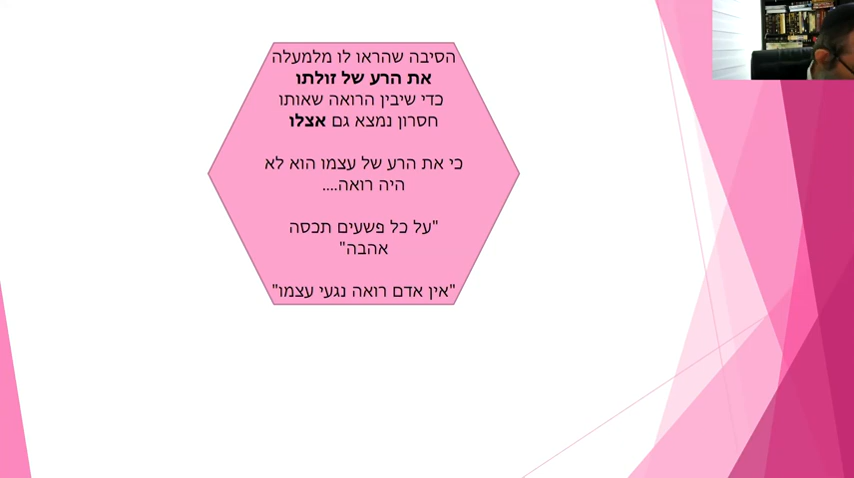 הסיבה שהראו לו מלמעלה
את הרע של זולתו
כדי שיבין הרואה שאותו
חסרון נמצא גם אצלו
כי את הרע של עצמו הוא לא
היה רואה....
"על כל פשעים תכסה
אהבה"
"אין אדם רואה נגעי עצמו"